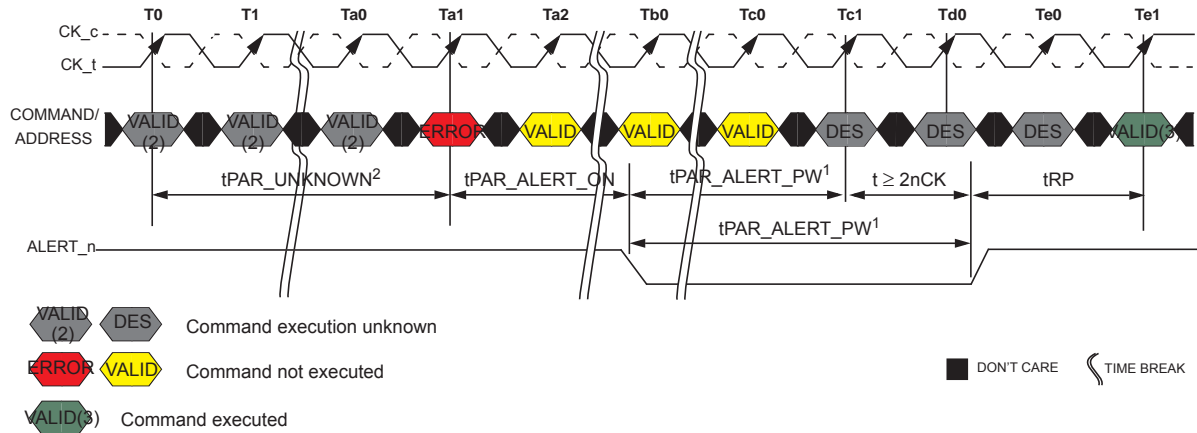 T0 T1 Ta0 Ta1 Ta2 Tb0 Tc0 Tc1 Td0 Te0 Te1
CK_c
CK_t
COMMAND/
ADDRESS
VALID (2) VALID (2) VALID (2) ERROR VALID VALID VALID DES DES DES VALID(3)
tPAR_UNKNOWN² tPAR_ALERT_ON tPAR_ALERT_PW¹ t ≥ 2nCK tRP
tPAR_ALERT_PW¹
ALERT_n
VALID (2) DES Command execution unknown
ERROR VALID Command not executed
DON'T CARE TIME BREAK
VALID(3) Command executed